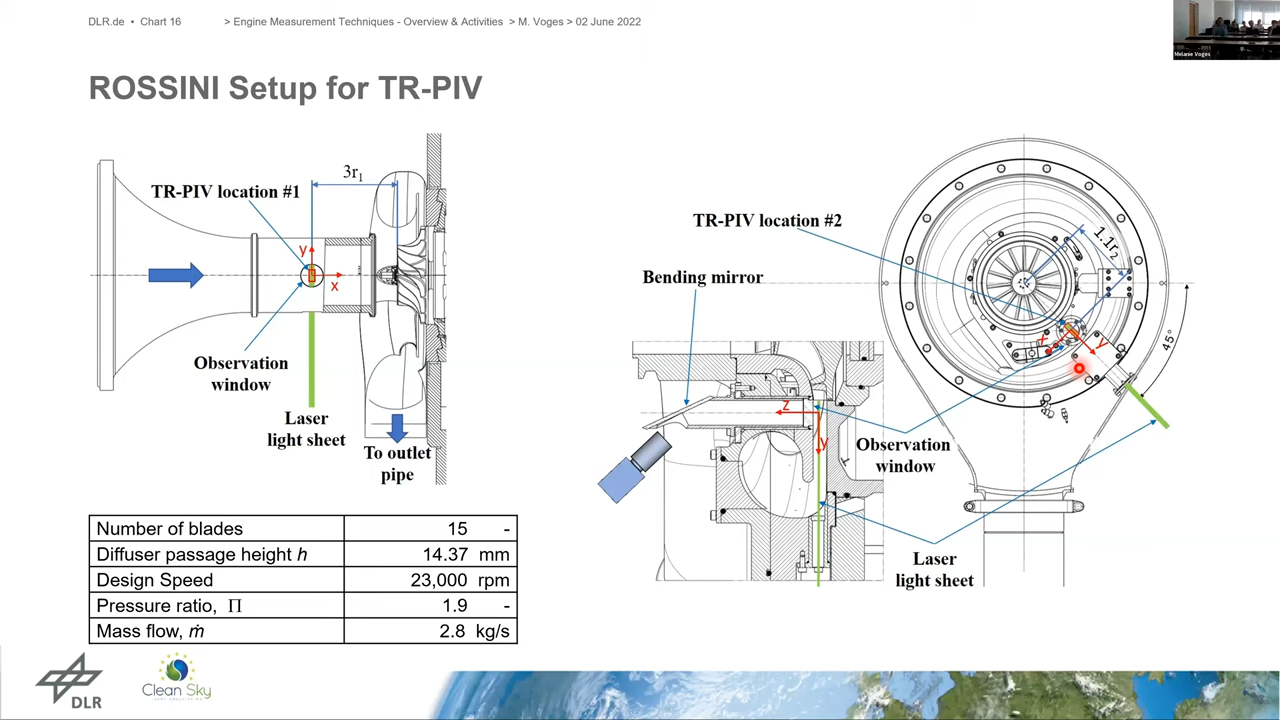 DLR.de • Chart 16 > Engine Measurement Techniques - Overview & Activities > M. Voges > 02 June 2022
Melanie Voges
ROSSINI Setup for TR-PIV
3r1
TR-PIV location #1
y
x
Observation
window
Laser
light sheet
To outlet
pipe
TR-PIV location #2
Bending mirror
1.1r2
45°
x
y
z
y
Observation
window
Laser
light sheet
Number of blades 15 -
Diffuser passage height h 14.37 mm
Design Speed 23,000 rpm
Pressure ratio, Π 1.9 -
Mass flow, ṁ 2.8 kg/s
DLR
Clean Sky